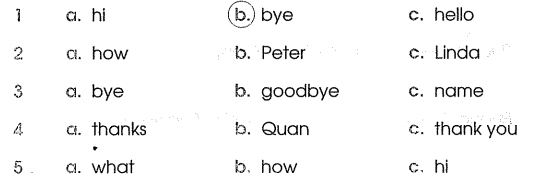 1 a. hi b. bye c. hello
2 a. how b. Peter c. Linda
3 a. bye b. goodbye c. name
4 a. thanks b. Quan c. thank you
5 a. what b. how c. hi